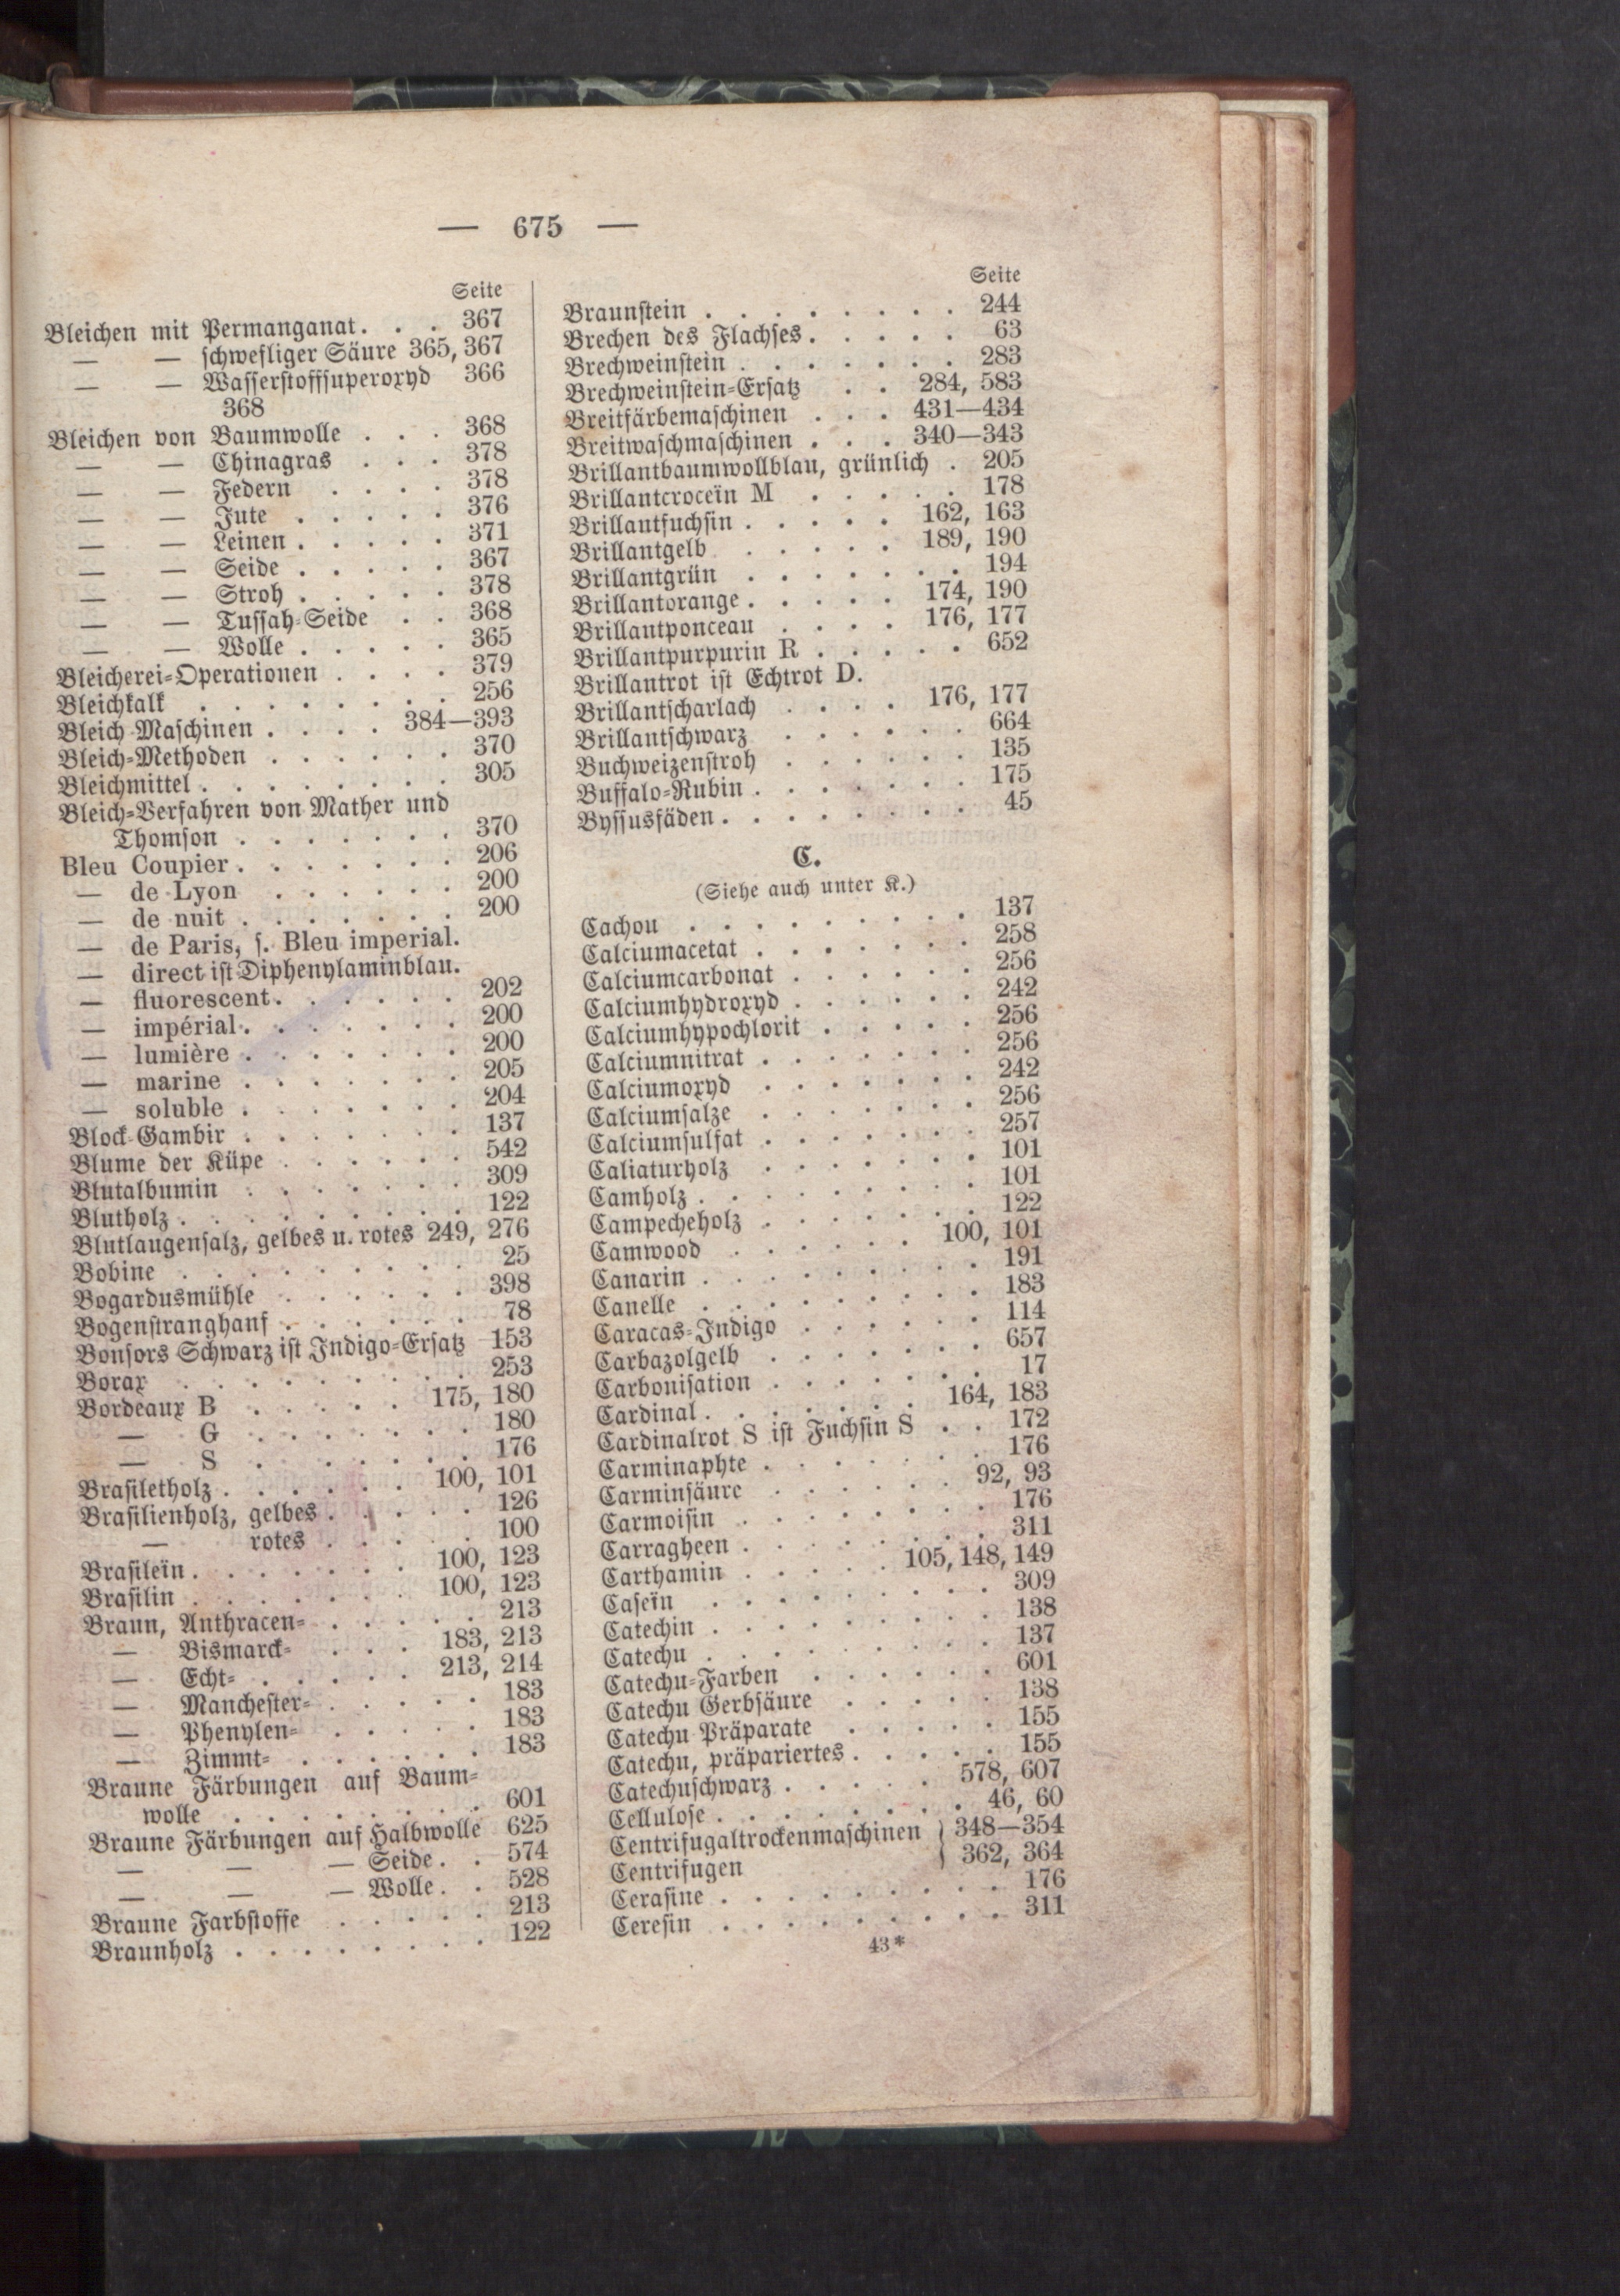 — 675 —
Seite
Bleichen mit Permanganat. . . 367
— — schwefliger Säure 365, 367
— — Wasserstoffsuperoxyd 366
368
Bleichen von Baumwolle . . . 368
— — Chinagras . . . 378
— — Federn . . . . 378
— — Jute . . . . . 376
— — Leinen . . . . . 371
— — Seide . . . . . 367
— — Stroh . . . . . 378
— — Tussah-Seide . . 368
— — Wolle . . . . . 365
Bleicherei-Operationen . . . . 379
Bleichkalk . . . . . . . . 256
Bleich-Maschinen . . . . 384—393
Bleich-Methoden . . . . . . 370
Bleichmittel . . . . . . . . 305
Bleich-Verfahren von Mather und
Thomson . . . . . . . 370
Bleu Coupier . . . . . . . 206
— de Lyon . . . . . . 200
— de nuit . . . . . . . 200
— de Paris, s. Bleu imperial.
— direct ist Diphenylaminblau.
— fluorescent . . . . . . 202
— impérial . . . . . . . 200
— lumière . . . . . . . 200
— marine . . . . . . . 205
— soluble . . . . . . . 204
Block-Gambir . . . . . . . 137
Blume der Küpe . . . . . . 542
Blutalbumin . . . . . . . 309
Blutholz . . . . . . . . . 122
Blutlaugensalz, gelbes u. rotes 249, 276
Bobine . . . . . . . . . 25
Bogardusmühle . . . . . . 398
Bogenstranghanf . . . . . . 78
Bonsors Schwarz ist Indigo-Ersatz 153
Borax . . . . . . . . . 253
Bordeaux B . . . . . 175, 180
— G . . . . . . . 180
— S . . . . . . . 176
Brasiletholz . . . . . . 100, 101
Brasilienholz, gelbes . . . . . 126
— rotes . . . . . 100
Brasileïn . . . . . . . 100, 123
Brasilin . . . . . . . 100, 123
Braun, Anthracen- . . . . . 213
— Bismarck- . . . 183, 213
— Echt- . . . . . 213, 214
— Manchester- . . . . . 183
— Phenylen- . . . . . 183
— Zimmt- . . . . . . 183
Braune Färbungen auf Baum-
wolle . . . . . . . . 601
Braune Färbungen auf Halbwolle 625
— — — Seide . . 574
— — — Wolle . . 528
Braune Farbstoffe . . . . . 213
Braunholz . . . . . . . . 122
Seite
Braunstein . . . . . . . . 244
Brechen des Flachses . . . . . 63
Brechweinstein . . . . . . . 283
Brechweinstein-Ersatz . . 284, 583
Breitfärbemaschinen . . . 431—434
Breitwaschmaschinen . . . 340—343
Brillantbaumwollblau, grünlich . 205
Brillantcroceïn M . . . . . 178
Brillantfuchsin . . . . . 162, 163
Brillantgelb . . . . . 189, 190
Brillantgrün . . . . . . . 194
Brillantorange . . . . . 174, 190
Brillantponceau . . . . 176, 177
Brillantpurpurin R . . . . . 652
Brillantrot ist Echtrot D.
Brillantscharlach . . . . 176, 177
Brillantschwarz . . . . . . 664
Buchweizenstroh . . . . . . 135
Buffalo-Rubin . . . . . . . 175
Byssusfäden . . . . . . . . 45
C.
(Siehe auch unter K.)
Cachou . . . . . . . . . 137
Calciumacetat . . . . . . . 258
Calciumcarbonat . . . . . . 256
Calciumhydroxyd . . . . . . 242
Calciumhypochlorit . . . . . 256
Calciumnitrat . . . . . . . 256
Calciumoxyd . . . . . . . 242
Calciumsalze . . . . . . . 256
Calciumsulfat . . . . . . . 257
Caliaturholz . . . . . . . 101
Camholz . . . . . . . . . 101
Campecheholz . . . . . . . 122
Camwood . . . . . . 100, 101
Canarin . . . . . . . . . 191
Canelle . . . . . . . . . 183
Caracas-Indigo . . . . . . 114
Carbazolgelb . . . . . . . 657
Carbonisation . . . . . . . 17
Cardinal . . . . . . . 164, 183
Cardinalrot S ist Fuchsin S . . 172
Carminaphte . . . . . . . 176
Carminsäure . . . . . 92, 93
Carmoisin . . . . . . . . 176
Carragheen . . . . . . . . 311
Carthamin . . . . . 105, 148, 149
Caseïn . . . . . . . . . 309
Catechin . . . . . . . . . 138
Catechu . . . . . . . . . 137
Catechu-Farben . . . . . . 601
Catechu Gerbsäure . . . . . 138
Catechu Präparate . . . . . 155
Catechu, präpariertes . . . . . 155
Catechuschwarz . . . . . 578, 607
Cellulose . . . . . . . . 46, 60
Centrifugaltrockenmaschinen } 348—354
Centrifugen } 362, 364
Cerasine . . . . . . . . . 176
Ceresin . . . . . . . . . 311
43*